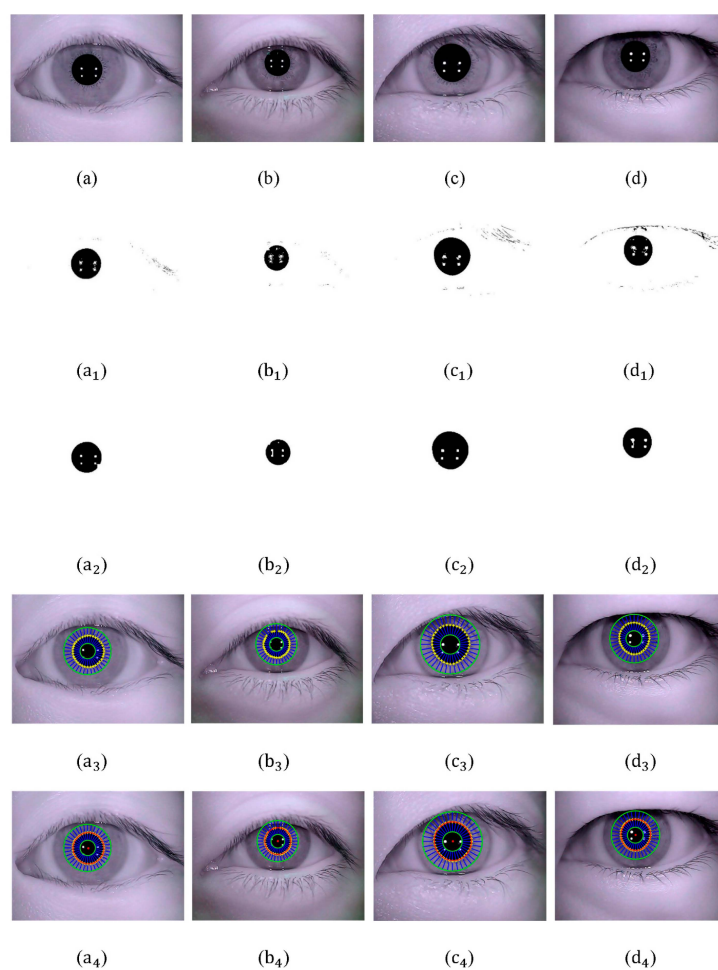 (a) (b) (c) (d)
(a₁) (b₁) (c₁) (d₁)
(a₂) (b₂) (c₂) (d₂)
(a₃) (b₃) (c₃) (d₃)
(a₄) (b₄) (c₄) (d₄)